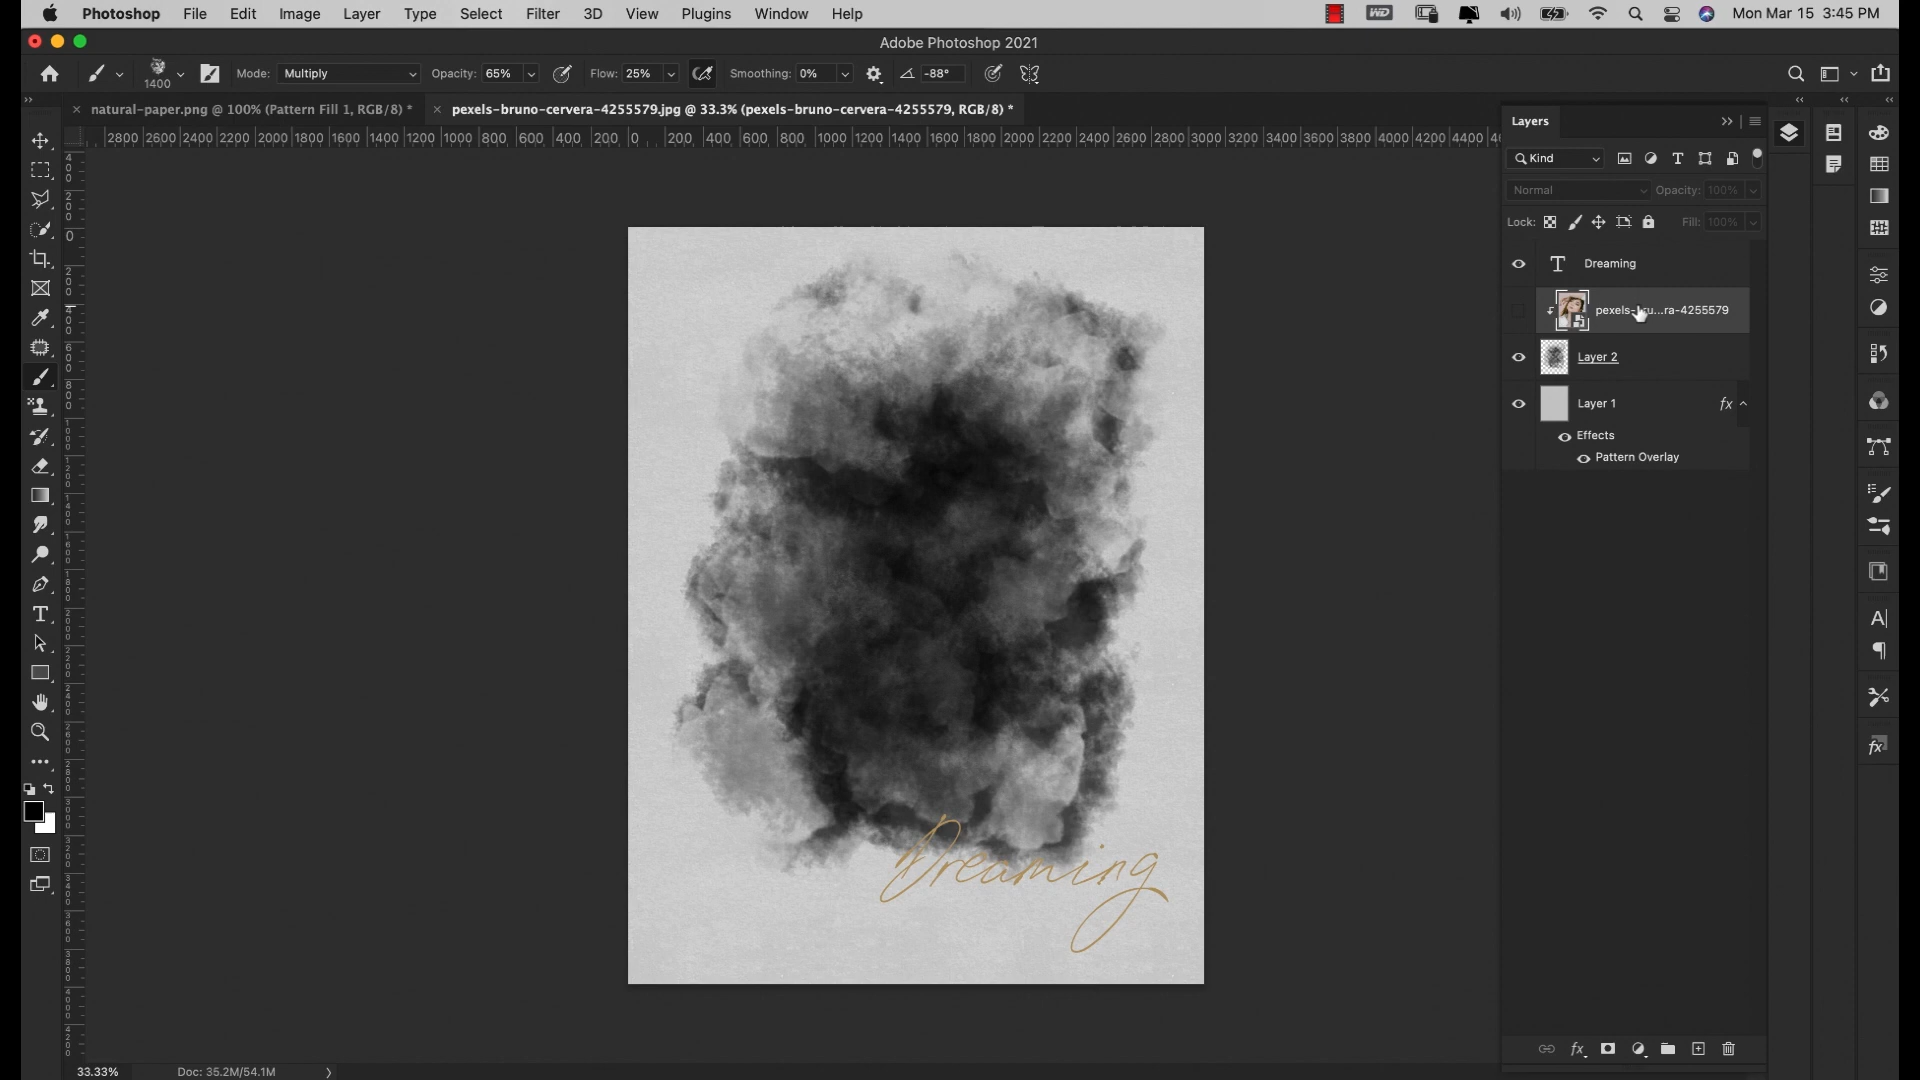 Photoshop File Edit Image Layer Type Select Filter 3D View Plugins Window Help Mon Mar 15 3:45 PM
Adobe Photoshop 2021
1400 Mode: Multiply Opacity: 65% Flow: 25% Smoothing: 0% -88°
natural-paper.png @ 100% (Pattern Fill 1, RGB/8) * pexels-bruno-cervera-4255579.jpg @ 33.3% (pexels-bruno-cervera-4255579, RGB/8) *
2800 2600 2400 2200 2000 1800 1600 1400 1200 1000 800 600 400 200 0 200 400 600 800 1000 1200 1400 1600 1800 2000 2200 2400 2600 2800 3000 3200 3400 3600 3800 4000 4200 4400 4
Layers
Kind
Normal Opacity: 100%
Lock: Fill: 100%
Dreaming
ra-4255579
Layer 2
Layer 1 fx
Effects
Pattern Overlay
Dreaming
33.33% Doc: 35.2M/54.1M